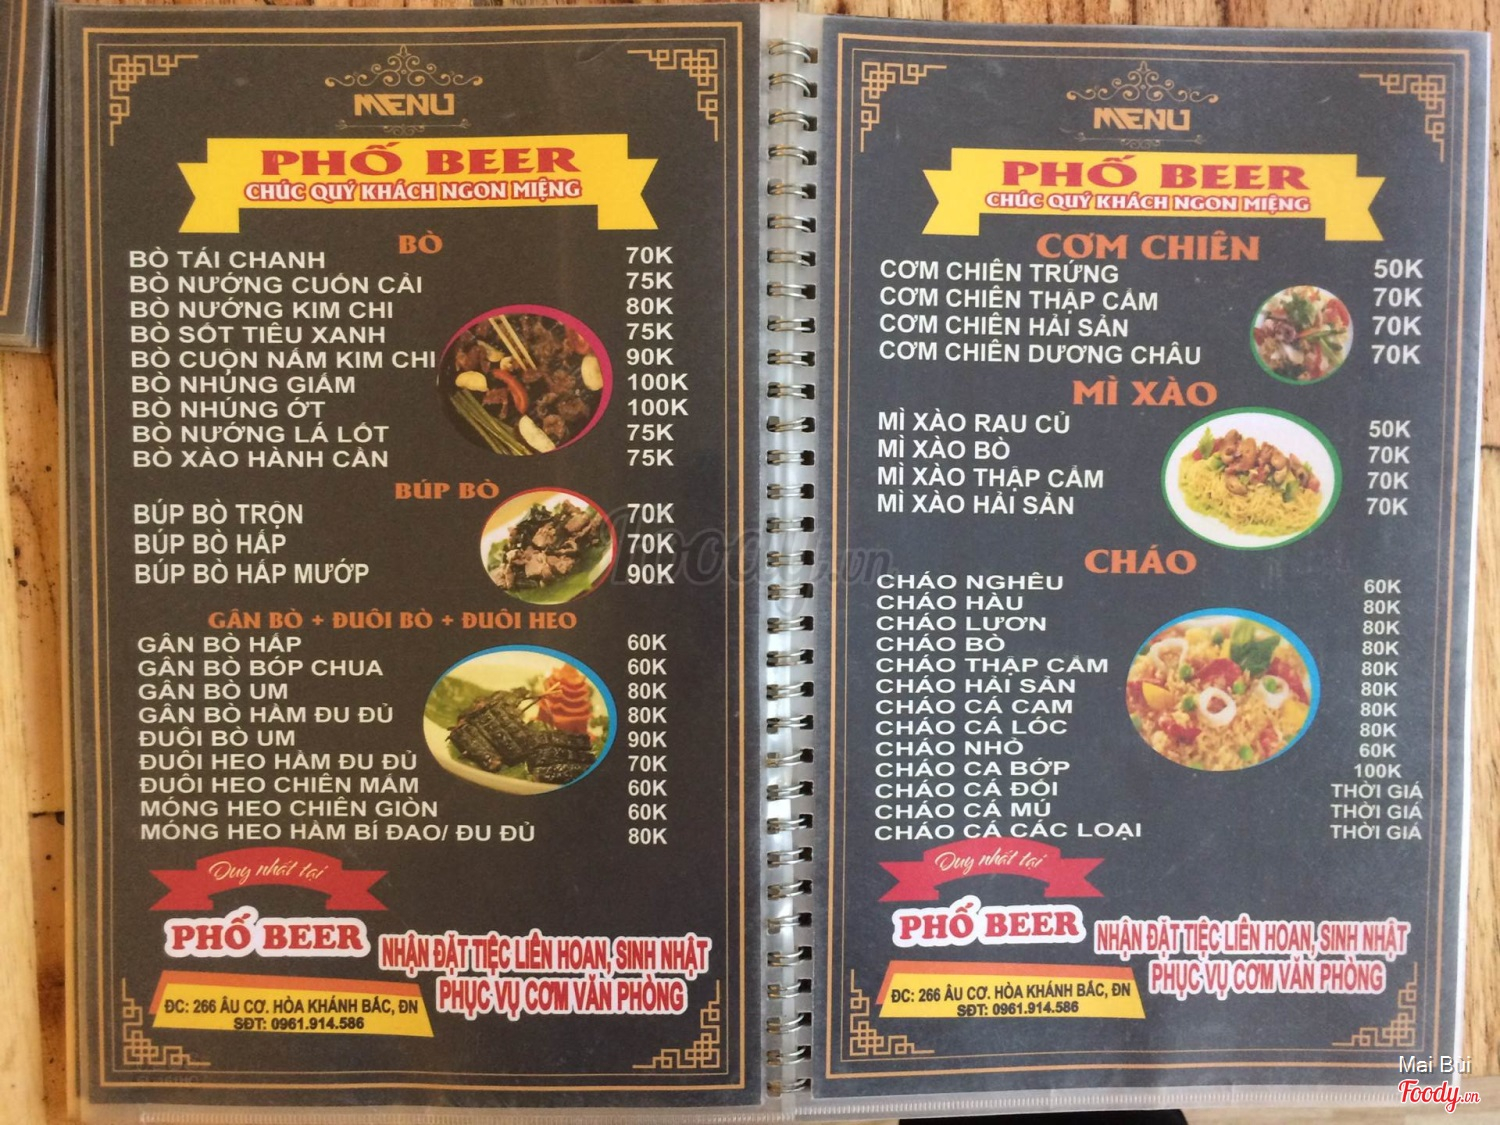 MENU
PHỐ BEER
CHÚC QUÝ KHÁCH NGON MIỆNG
BÒ
BÒ TÁI CHANH 70K
BÒ NƯỚNG CUỐN CẢI 75K
BÒ NƯỚNG KIM CHI 80K
BÒ SỐT TIÊU XANH 75K
BÒ CUỘN NẤM KIM CHI 90K
BÒ NHÚNG GIẤM 100K
BÒ NHÚNG ỚT 100K
BÒ NƯỚNG LÁ LỐT 75K
BÒ XÀO HÀNH CẦN 75K
BÚP BÒ
BÚP BÒ TRỘN 70K
BÚP BÒ HẤP 70K
BÚP BÒ HẤP MƯỚP 90K
GÂN BÒ + ĐUÔI BÒ + ĐUÔI HEO
GÂN BÒ HẤP 60K
GÂN BÒ BÓP CHUA 60K
GÂN BÒ UM 80K
GÂN BÒ HẦM ĐU ĐỦ 80K
ĐUÔI BÒ UM 90K
ĐUÔI HEO HẦM ĐU ĐỦ 70K
ĐUÔI HEO CHIÊN MẮM 60K
MÓNG HEO CHIÊN GIÒN 60K
MÓNG HEO HẦM BÍ ĐAO/ ĐU ĐỦ 80K
Duy nhất tại
PHỐ BEER
NHẬN ĐẶT TIỆC LIÊN HOAN, SINH NHẬT
PHỤC VỤ CƠM VĂN PHÒNG
ĐC: 266 ÂU CƠ. HÒA KHÁNH BẮC, ĐN
SĐT: 0961.914.586
MENU
PHỐ BEER
CHÚC QUÝ KHÁCH NGON MIỆNG
CƠM CHIÊN
CƠM CHIÊN TRỨNG 50K
CƠM CHIÊN THẬP CẨM 70K
CƠM CHIÊN HẢI SẢN 70K
CƠM CHIÊN DƯƠNG CHÂU 70K
MÌ XÀO
MÌ XÀO RAU CỦ 50K
MÌ XÀO BÒ 70K
MÌ XÀO THẬP CẨM 70K
MÌ XÀO HẢI SẢN 70K
CHÁO
CHÁO NGHÊU 60K
CHÁO HÀU 80K
CHÁO LƯƠN 80K
CHÁO BÒ 80K
CHÁO THẬP CẨM 80K
CHÁO HẢI SẢN 80K
CHÁO CÁ CAM 80K
CHÁO CÁ LÓC 80K
CHÁO NHỎ 60K
CHÁO CA BỚP 100K
CHÁO CÁ ĐỐI THỜI GIÁ
CHÁO CÁ MÚ THỜI GIÁ
CHÁO CÁ CÁC LOẠI THỜI GIÁ
Duy nhất tại
PHỐ BEER
NHẬN ĐẶT TIỆC LIÊN HOAN, SINH NHẬT
PHỤC VỤ CƠM VĂN PHÒNG
ĐC: 266 ÂU CƠ. HÒA KHÁNH BẮC, ĐN
SĐT: 0961.914.586
Foody.vn
Mai Bùi
Foody.vn